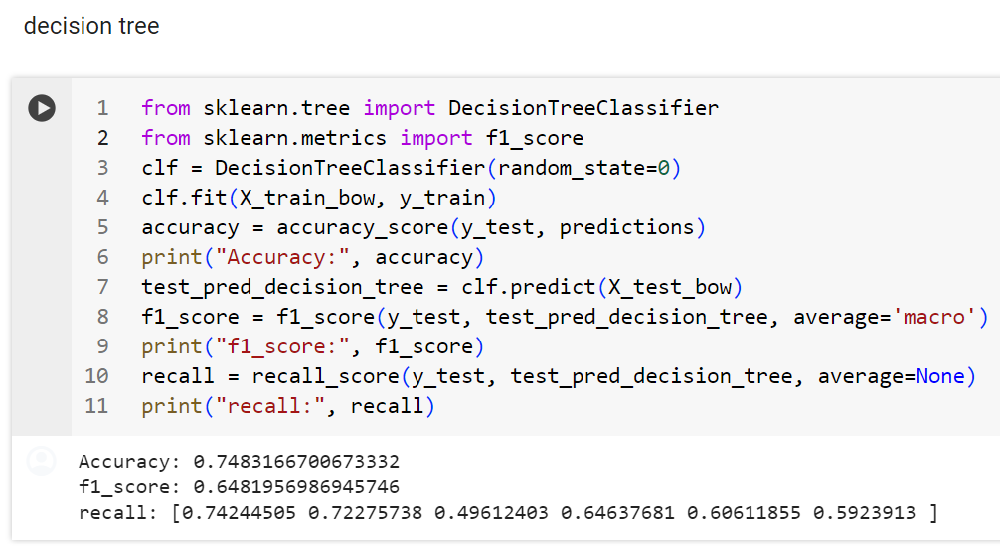 decision tree
1 from sklearn.tree import DecisionTreeClassifier
2 from sklearn.metrics import f1_score
3 clf = DecisionTreeClassifier(random_state=0)
4 clf.fit(X_train_bow, y_train)
5 accuracy = accuracy_score(y_test, predictions)
6 print("Accuracy:", accuracy)
7 test_pred_decision_tree = clf.predict(X_test_bow)
8 f1_score = f1_score(y_test, test_pred_decision_tree, average='macro')
9 print("f1_score:", f1_score)
10 recall = recall_score(y_test, test_pred_decision_tree, average=None)
11 print("recall:", recall)
Accuracy: 0.7483166700673332
f1_score: 0.6481956986945746
recall: [0.74244505 0.72275738 0.49612403 0.64637681 0.60611855 0.5923913 ]